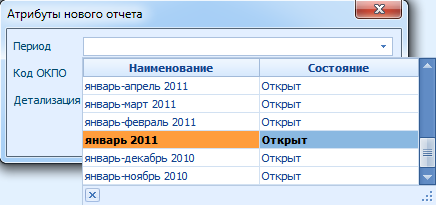 Атрибуты нового отчета
Период
Код ОКПО
Детализация
Наименование Состояние
январь-апрель 2011 Открыт
январь-март 2011 Открыт
январь-февраль 2011 Открыт
январь 2011 Открыт
январь-декабрь 2010 Открыт
январь-ноябрь 2010 Открыт